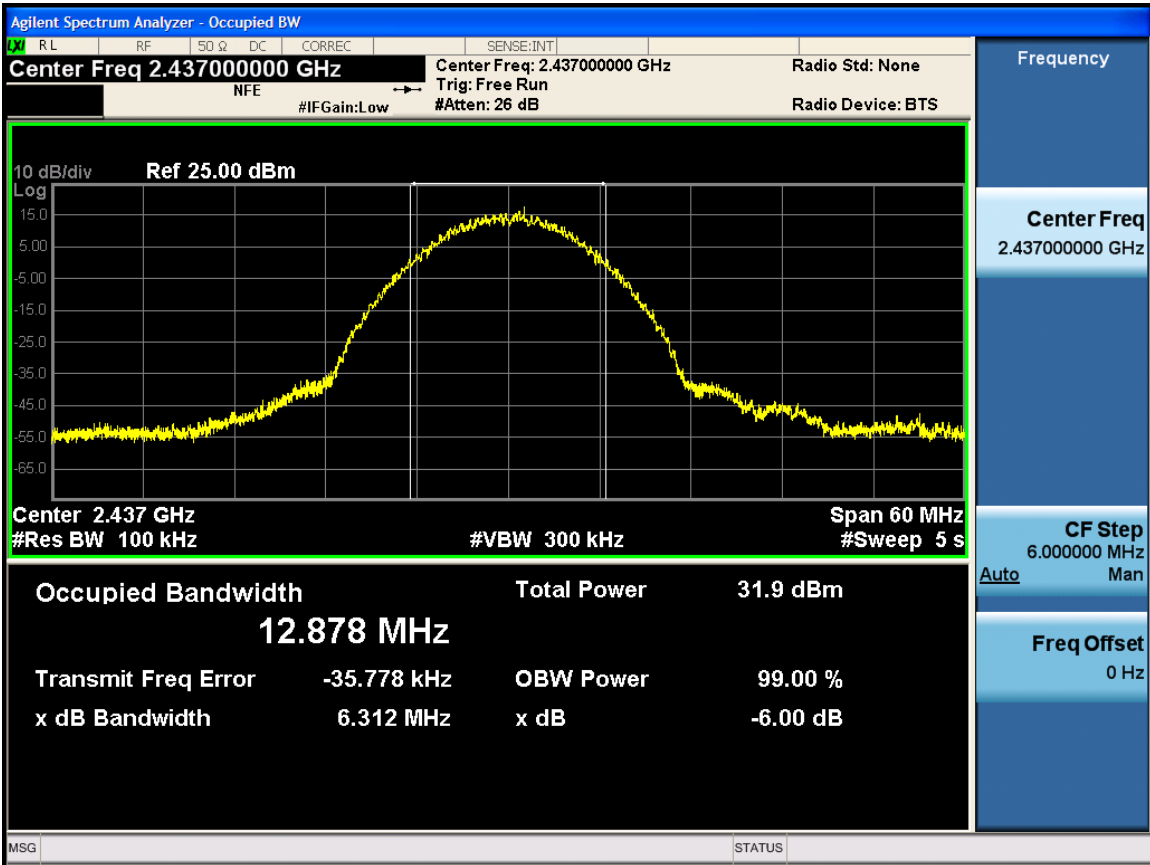 Agilent Spectrum Analyzer - Occupied BW
LXI RL RF 50 Ω DC CORREC SENSE:INT
Center Freq 2.437000000 GHz
NFE
#IFGain:Low
Center Freq: 2.437000000 GHz
Trig: Free Run
#Atten: 26 dB
Radio Std: None
Radio Device: BTS
10 dB/div Ref 25.00 dBm
Log
15.0
5.00
-5.00
-15.0
-25.0
-35.0
-45.0
-55.0
-65.0
Center 2.437 GHz Span 60 MHz
#Res BW 100 kHz #VBW 300 kHz #Sweep 5 s
Occupied Bandwidth Total Power 31.9 dBm
12.878 MHz
Transmit Freq Error -35.778 kHz OBW Power 99.00 %
x dB Bandwidth 6.312 MHz x dB -6.00 dB
MSG STATUS
Frequency
Center Freq
2.437000000 GHz
CF Step
6.000000 MHz
Auto Man
Freq Offset
0 Hz